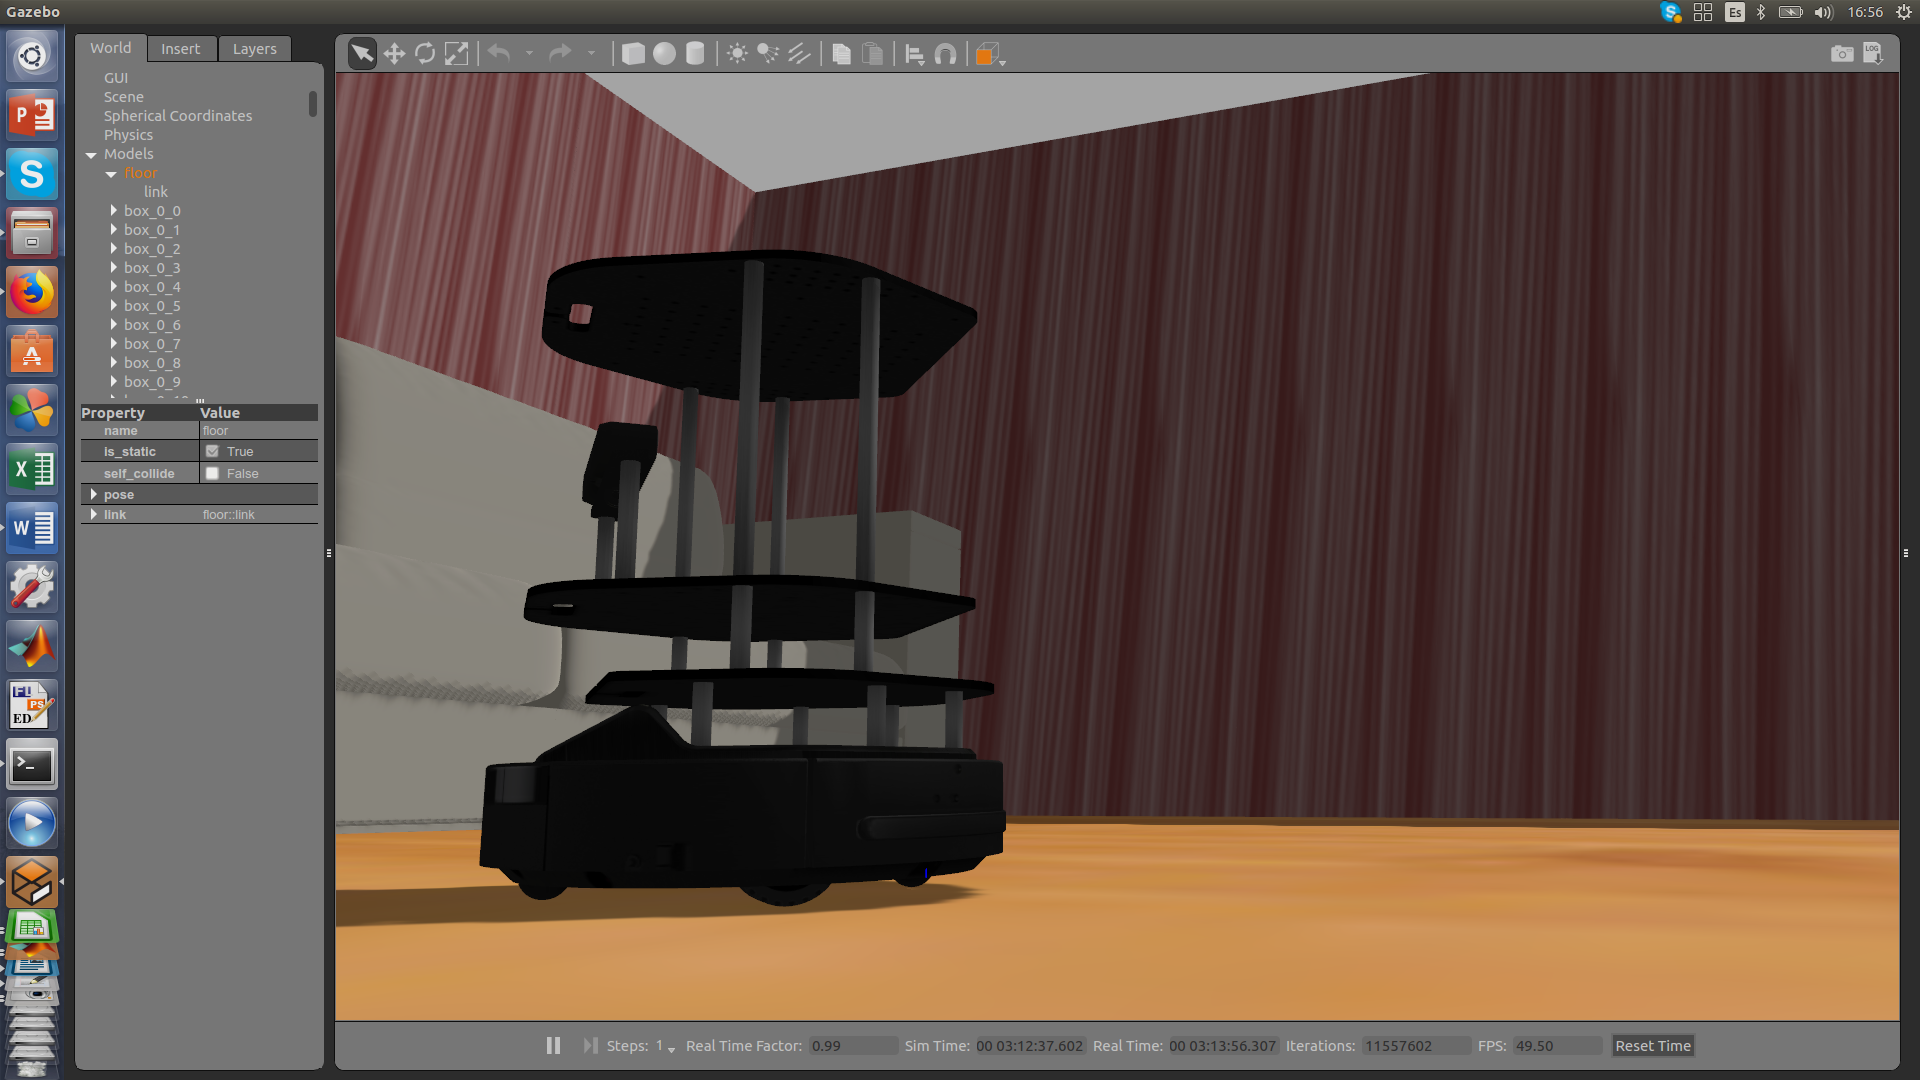 Gazebo
Es
16:56
World
Insert
Layers
LOG
GUI
Scene
Spherical Coordinates
Physics
Models
floor
link
box_0_0
box_0_1
box_0_2
box_0_3
box_0_4
box_0_5
box_0_6
box_0_7
box_0_8
box_0_9
Property Value
name floor
is_static True
self_collide False
pose
link floor::link
Steps: 1
Real Time Factor: 0.99
Sim Time: 00 03:12:37.602
Real Time: 00 03:13:56.307
Iterations: 11557602
FPS: 49.50
Reset Time